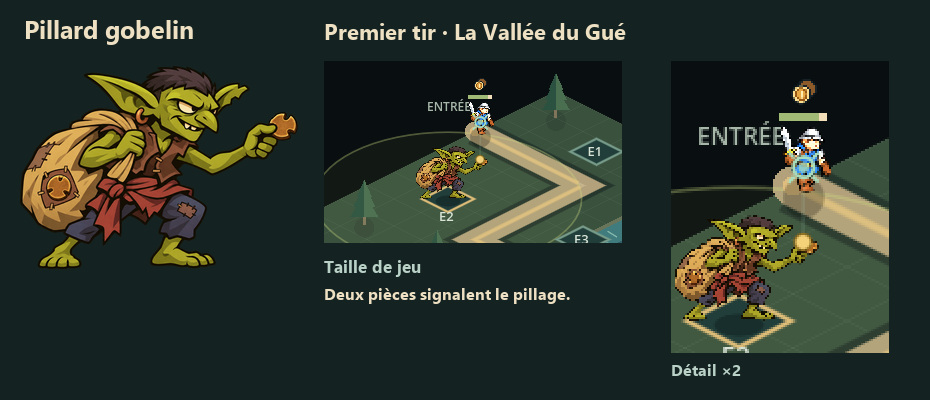 Pillard gobelin
Premier tir · La Vallée du Gué
ENTRÉE
E1
E2
E3
Taille de jeu
Deux pièces signalent le pillage.
ENTRÉE
Détail ×2